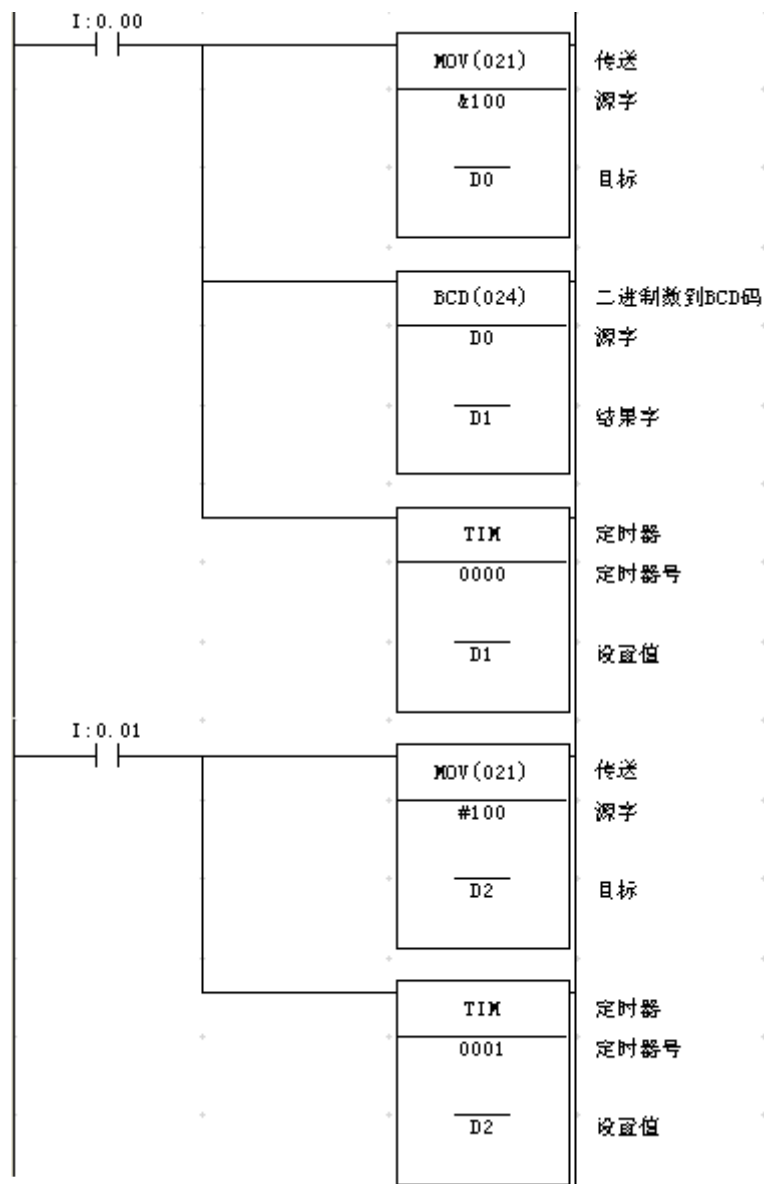 I:0.00
MOV(021) 传送
&100 源字
D0 目标
BCD(024) 二进制数到BCD码
D0 源字
D1 结果字
TIM 定时器
0000 定时器号
D1 设置值
I:0.01
MOV(021) 传送
#100 源字
D2 目标
TIM 定时器
0001 定时器号
D2 设置值